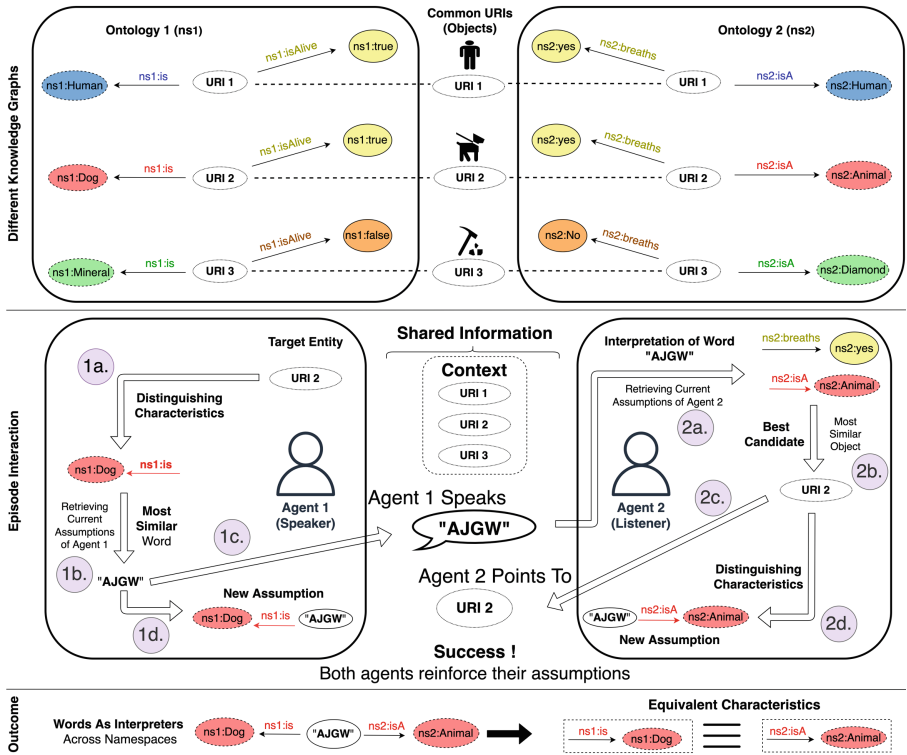 Different Knowledge Graphs
Ontology 1 (ns1)
ns1:Human
ns1:is
URI 1
ns1:isAlive
ns1:true
ns1:Dog
ns1:is
URI 2
ns1:isAlive
ns1:true
ns1:Mineral
ns1:is
URI 3
ns1:isAlive
ns1:false
Common URIs
(Objects)
URI 1
URI 2
URI 3
Ontology 2 (ns2)
ns2:yes
ns2:breaths
URI 1
ns2:isA
ns2:Human
ns2:yes
ns2:breaths
URI 2
ns2:isA
ns2:Animal
ns2:No
ns2:breaths
URI 3
ns2:isA
ns2:Diamond
Episode Interaction
1a.
Target Entity
URI 2
Distinguishing
Characteristics
ns1:Dog
ns1:is
Retrieving
Current
Assumptions
of Agent 1
Most
Similar
Word
Agent 1
(Speaker)
1b.
"AJGW"
1c.
1d.
New Assumption
ns1:Dog
ns1:is
"AJGW"
Shared Information
Context
URI 1
URI 2
URI 3
Agent 1 Speaks
"AJGW"
Agent 2 Points To
URI 2
Success !
Both agents reinforce their assumptions
Interpretation of Word
"AJGW"
ns2:breaths
ns2:yes
ns2:isA
ns2:Animal
Retrieving Current
Assumptions of Agent 2
2a.
Best
Candidate
Most
Similar
Object
2b.
URI 2
2c.
Agent 2
(Listener)
Distinguishing
Characteristics
"AJGW"
ns2:isA
ns2:Animal
New Assumption
2d.
Outcome
Words As Interpreters
Across Namespaces
ns1:Dog
ns1:is
"AJGW"
ns2:isA
ns2:Animal
Equivalent Characteristics
ns1:is
ns1:Dog
ns2:isA
ns2:Animal